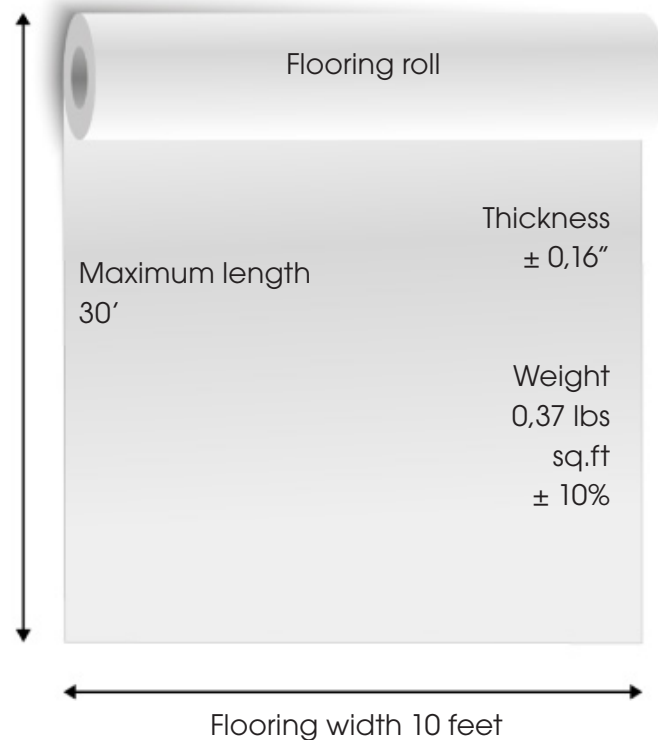 Flooring roll
Thickness
± 0,16”
Maximum length
30’
Weight
0,37 lbs
sq.ft
± 10%
Flooring width 10 feet